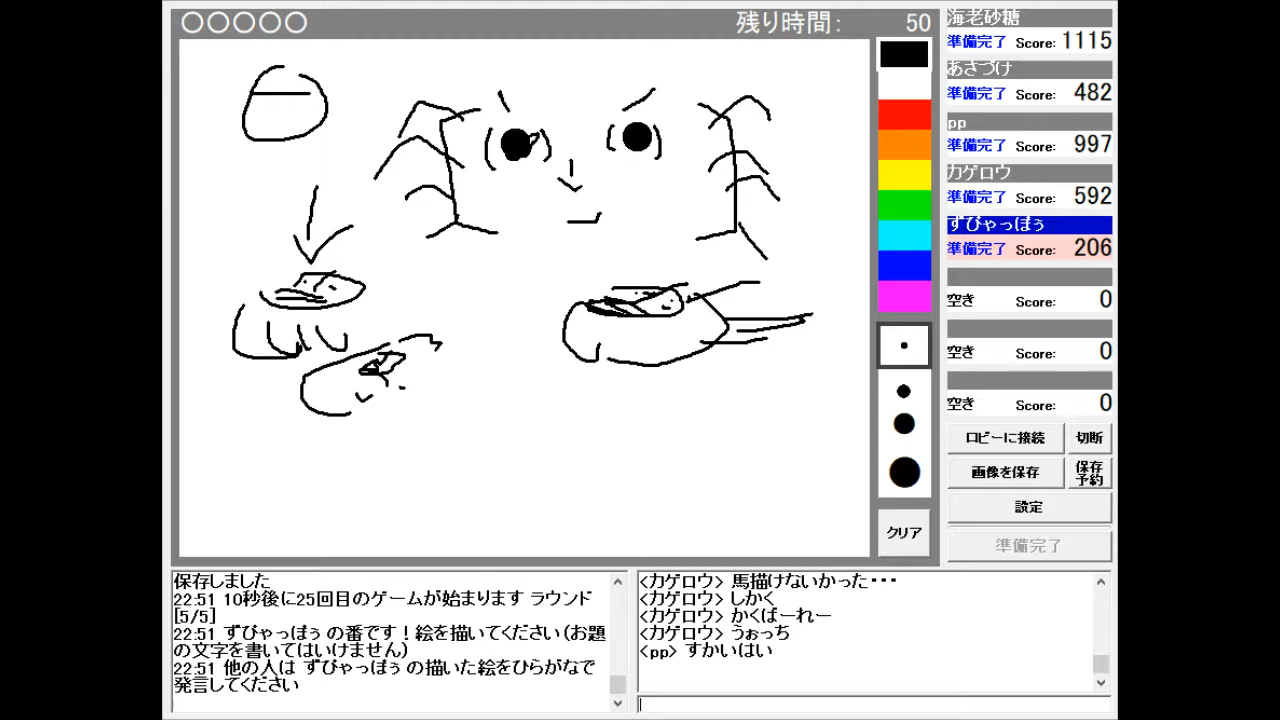 ○○○○○
残り時間: 50
海老砂糖
準備完了 Score: 1115
あさづけ
準備完了 Score: 482
pp
準備完了 Score: 997
カゲロウ
準備完了 Score: 592
ずびゃっぽぅ
準備完了 Score: 206
空き Score: 0
空き Score: 0
空き Score: 0
ロビーに接続 切断
画像を保存 保存予約
設定
準備完了
クリア
保存しました
22:51 10秒後に25回目のゲームが始まります ラウンド
[5/5]
22:51 ずびゃっぽぅ の番です！絵を描いてください(お題
の文字を書いてはいけません)
22:51 他の人は ずびゃっぽぅ の描いた絵をひらがなで
発言してください
<カゲロウ> 馬描けないかった・・・
<カゲロウ> しかく
<カゲロウ> かくばーれー
<カゲロウ> うぉっち
<pp> すかいはい